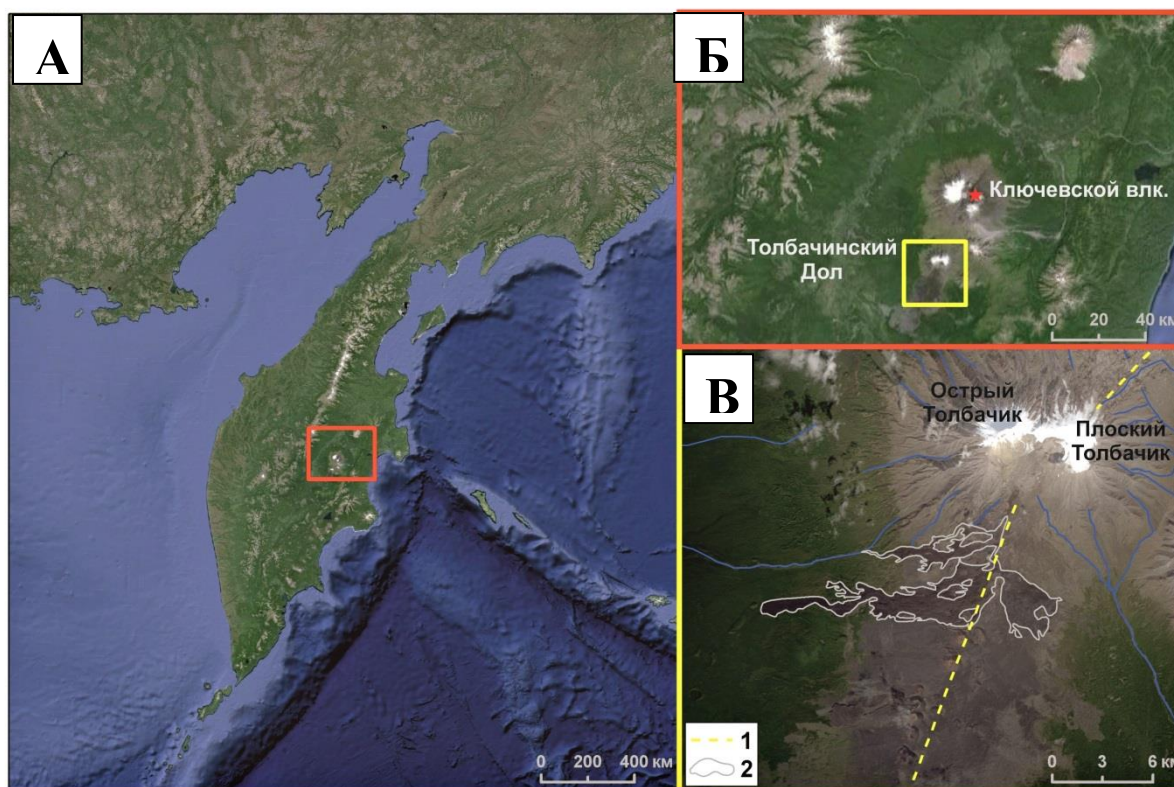 А
0 200 400 км
Б
Ключевской влк.
Толбачинский
Дол
0 20 40 км
В
Острый
Толбачик
Плоский
Толбачик
1
2
0 3 6 км